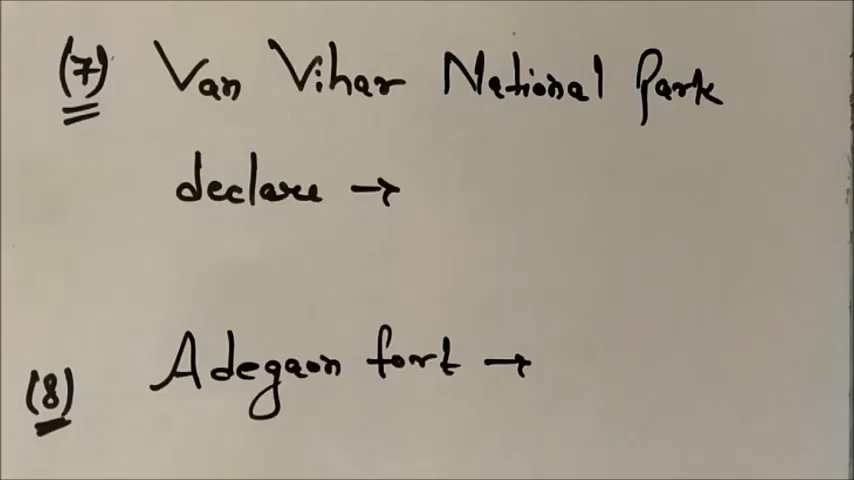 (7) Van Vihar National Park
declare →
(8) Adegaon fort →